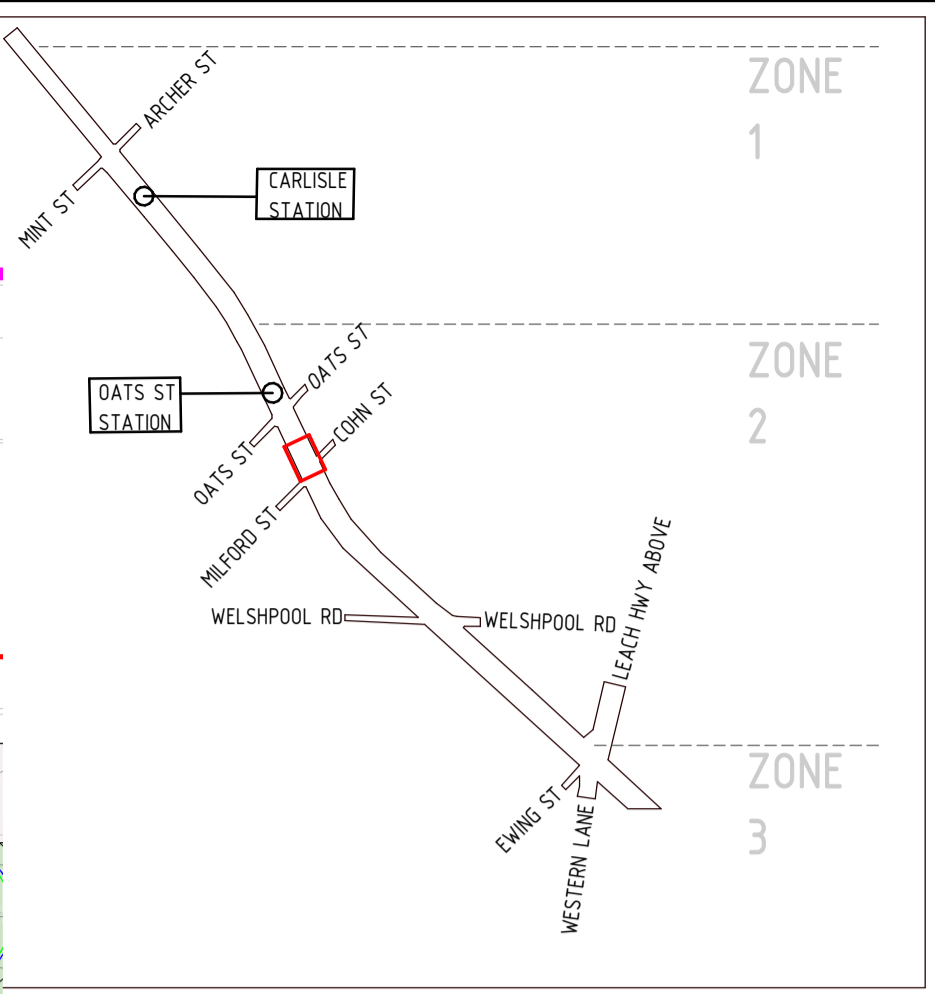 ARCHER ST
ZONE
1
CARLISLE
STATION
MINT ST
OATS ST
ZONE
2
OATS ST
STATION
COHN ST
OATS ST
MILFORD ST
LEACH HWY ABOVE
WELSHPOOL RD
WELSHPOOL RD
ZONE
3
EWING ST
WESTERN LANE